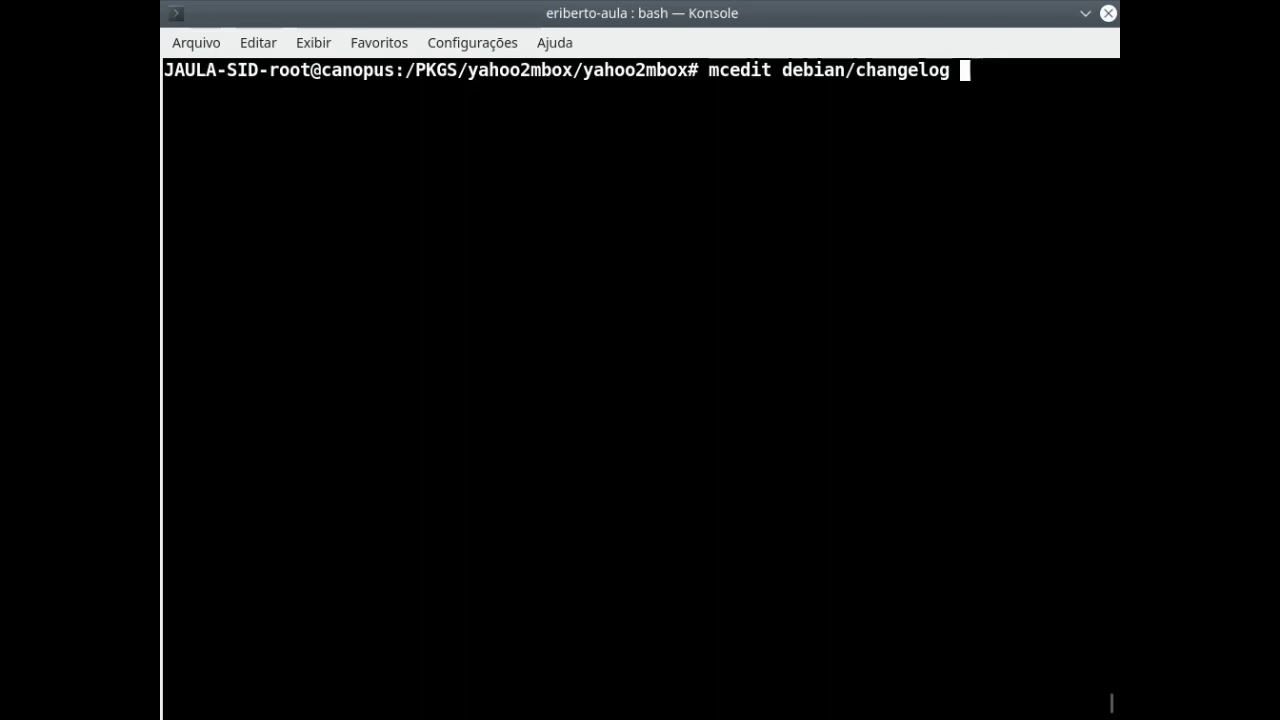 eriberto-aula : bash — Konsole
Arquivo Editar Exibir Favoritos Configurações Ajuda
JAULA-SID-root@canopus:/PKGS/yahoo2mbox/yahoo2mbox# mcedit debian/changelog